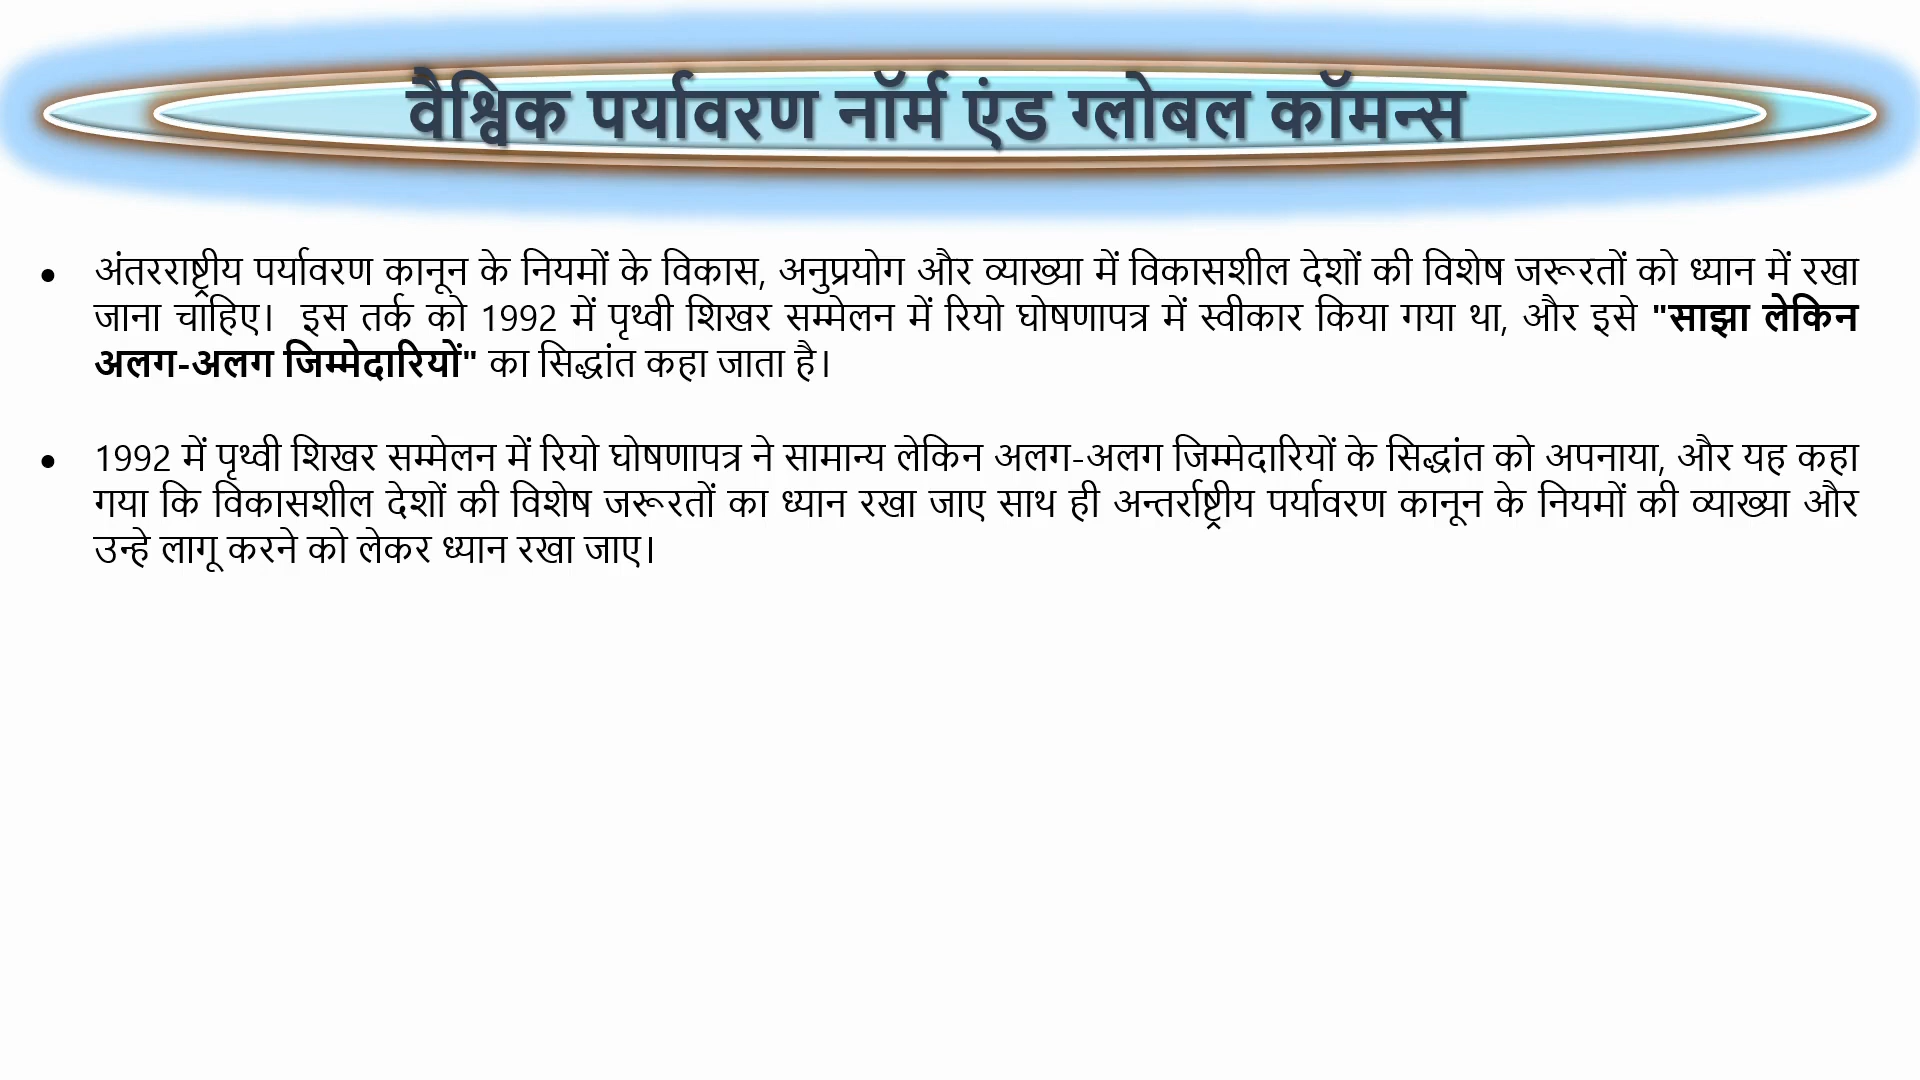 वैश्विक पर्यावरण नॉर्म एंड ग्लोबल कॉमन्स
• अंतरराष्ट्रीय पर्यावरण कानून के नियमों के विकास, अनुप्रयोग और व्याख्या में विकासशील देशों की विशेष जरूरतों को ध्यान में रखा
जाना चाहिए। इस तर्क को 1992 में पृथ्वी शिखर सम्मेलन में रियो घोषणापत्र में स्वीकार किया गया था, और इसे "साझा लेकिन
अलग-अलग जिम्मेदारियों" का सिद्धांत कहा जाता है।
• 1992 में पृथ्वी शिखर सम्मेलन में रियो घोषणापत्र ने सामान्य लेकिन अलग-अलग जिम्मेदारियों के सिद्धांत को अपनाया, और यह कहा
गया कि विकासशील देशों की विशेष जरूरतों का ध्यान रखा जाए साथ ही अन्तर्राष्ट्रीय पर्यावरण कानून के नियमों की व्याख्या और
उन्हे लागू करने को लेकर ध्यान रखा जाए।